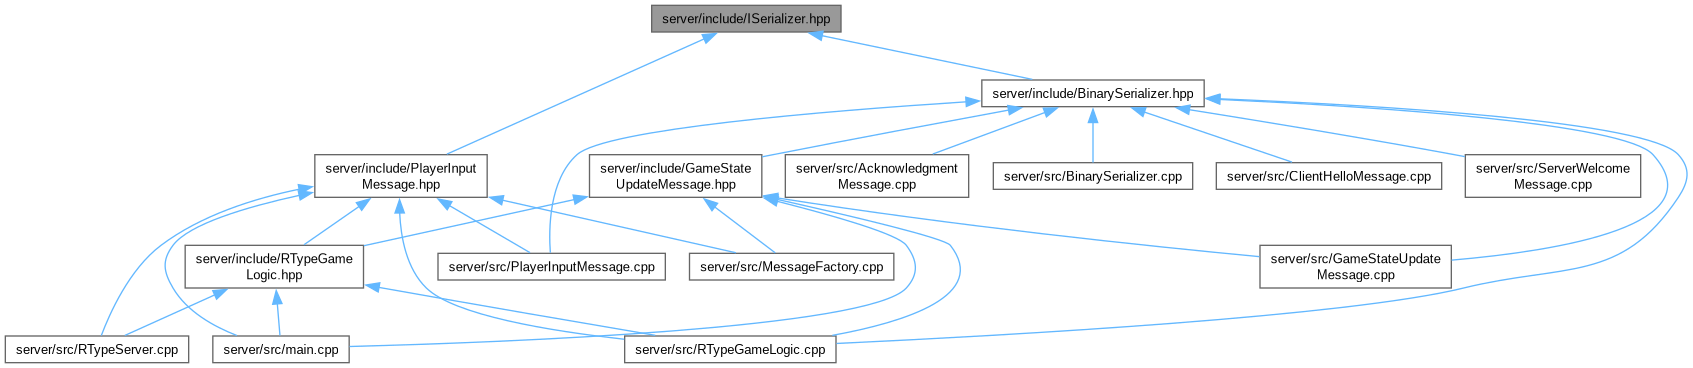 server/include/ISerializer.hpp
server/include/BinarySerializer.hpp
server/include/PlayerInput
Message.hpp
server/include/GameState
UpdateMessage.hpp
server/src/Acknowledgment
Message.cpp
server/src/BinarySerializer.cpp
server/src/ClientHelloMessage.cpp
server/src/ServerWelcome
Message.cpp
server/include/RTypeGame
Logic.hpp
server/src/PlayerInputMessage.cpp
server/src/MessageFactory.cpp
server/src/GameStateUpdate
Message.cpp
server/src/RTypeServer.cpp
server/src/main.cpp
server/src/RTypeGameLogic.cpp